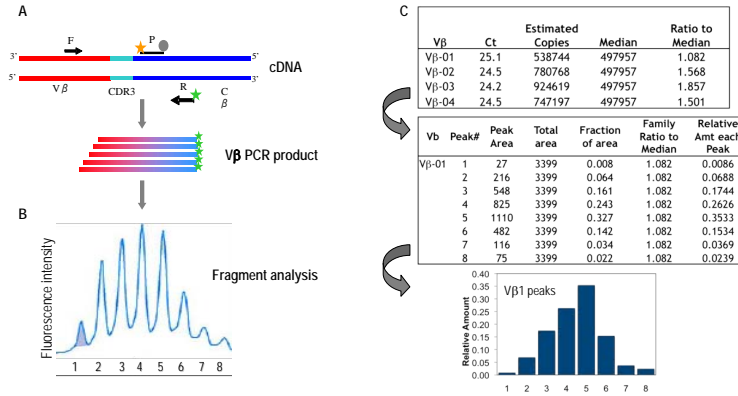 A
F
P
3'
5'
cDNA
5'
3'
V β
CDR3
R
C
β
Vβ PCR product
B
Fluorescence intensity
Fragment analysis
1 2 3 4 5 6 7 8
C
Vβ Ct Estimated Copies Median Ratio to Median
Vβ-01 25.1 538744 497957 1.082
Vβ-02 24.5 780768 497957 1.568
Vβ-03 24.2 924619 497957 1.857
Vβ-04 24.5 747197 497957 1.501
Vb Peak# Peak Area Total area Fraction of area Family Ratio to Median Relative Amt each Peak
Vβ-01 1 27 3399 0.008 1.082 0.0086
2 216 3399 0.064 1.082 0.0688
3 548 3399 0.161 1.082 0.1744
4 825 3399 0.243 1.082 0.2626
5 1110 3399 0.327 1.082 0.3533
6 482 3399 0.142 1.082 0.1534
7 116 3399 0.034 1.082 0.0369
8 75 3399 0.022 1.082 0.0239
Vβ1 peaks
Relative Amount
0.40
0.35
0.30
0.25
0.20
0.15
0.10
0.05
0.00
1 2 3 4 5 6 7 8